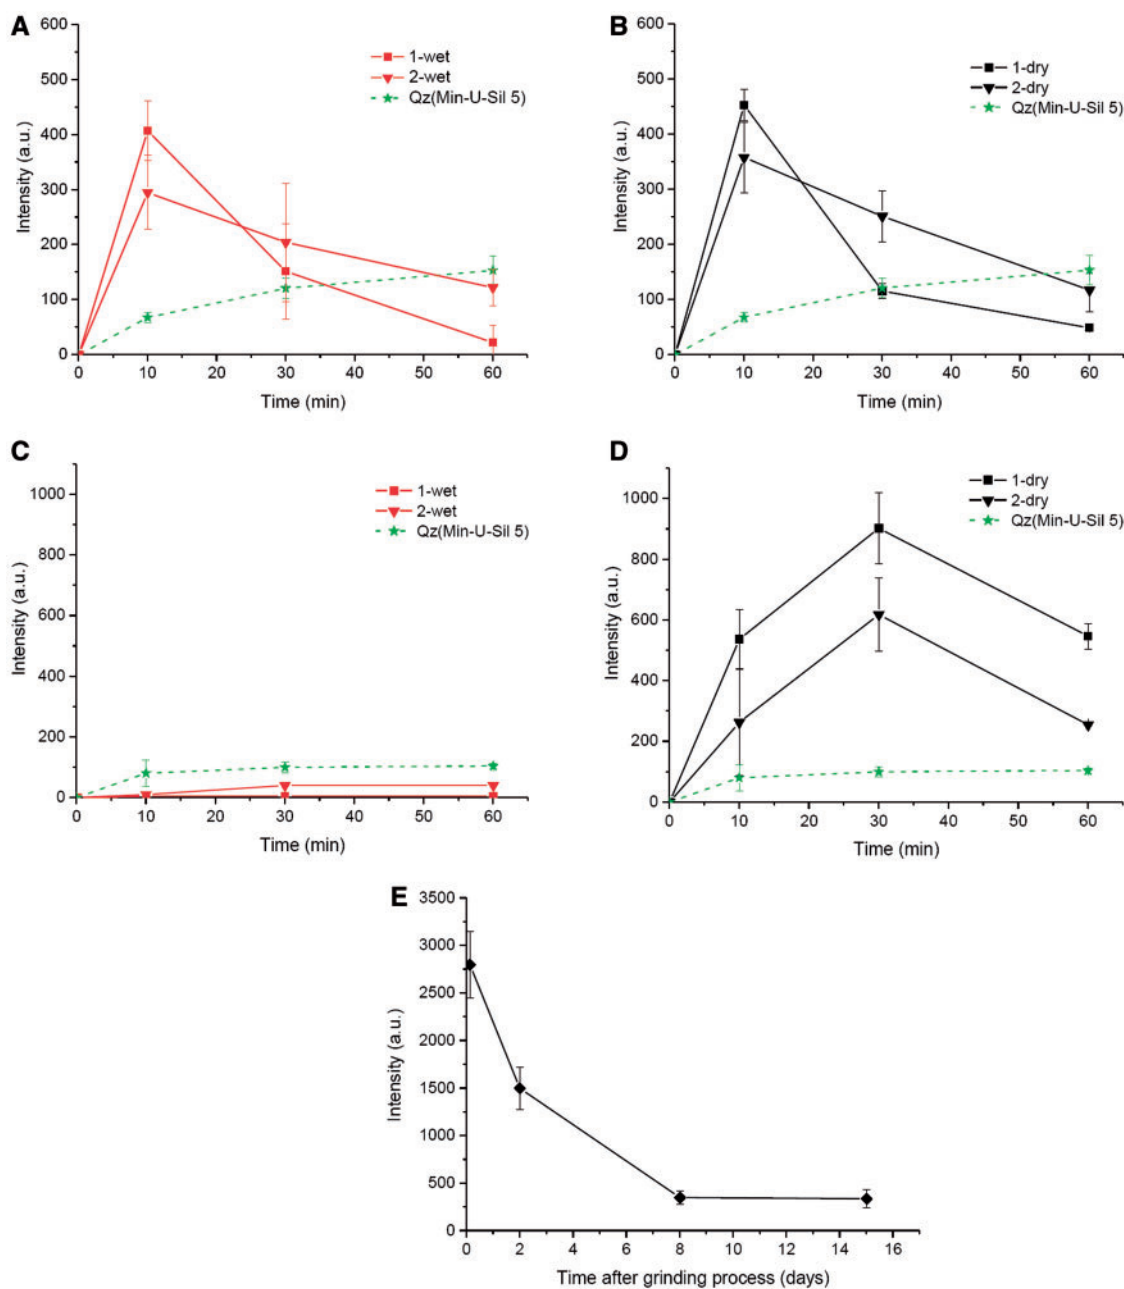 A
600
500
400
300
200
100
0
Intensity (a.u.)
0 10 20 30 40 50 60
Time (min)
1-wet
2-wet
Qz(Min-U-Sil 5)
B
600
500
400
300
200
100
0
Intensity (a.u.)
0 10 20 30 40 50 60
Time (min)
1-dry
2-dry
Qz(Min-U-Sil 5)
C
1000
800
600
400
200
0
Intensity (a.u.)
0 10 20 30 40 50 60
Time (min)
1-wet
2-wet
Qz(Min-U-Sil 5)
D
1000
800
600
400
200
0
Intensity (a.u.)
0 10 20 30 40 50 60
Time (min)
1-dry
2-dry
Qz(Min-U-Sil 5)
E
3500
3000
2500
2000
1500
1000
500
0
Intensity (a.u.)
0 2 4 6 8 10 12 14 16
Time after grinding process (days)